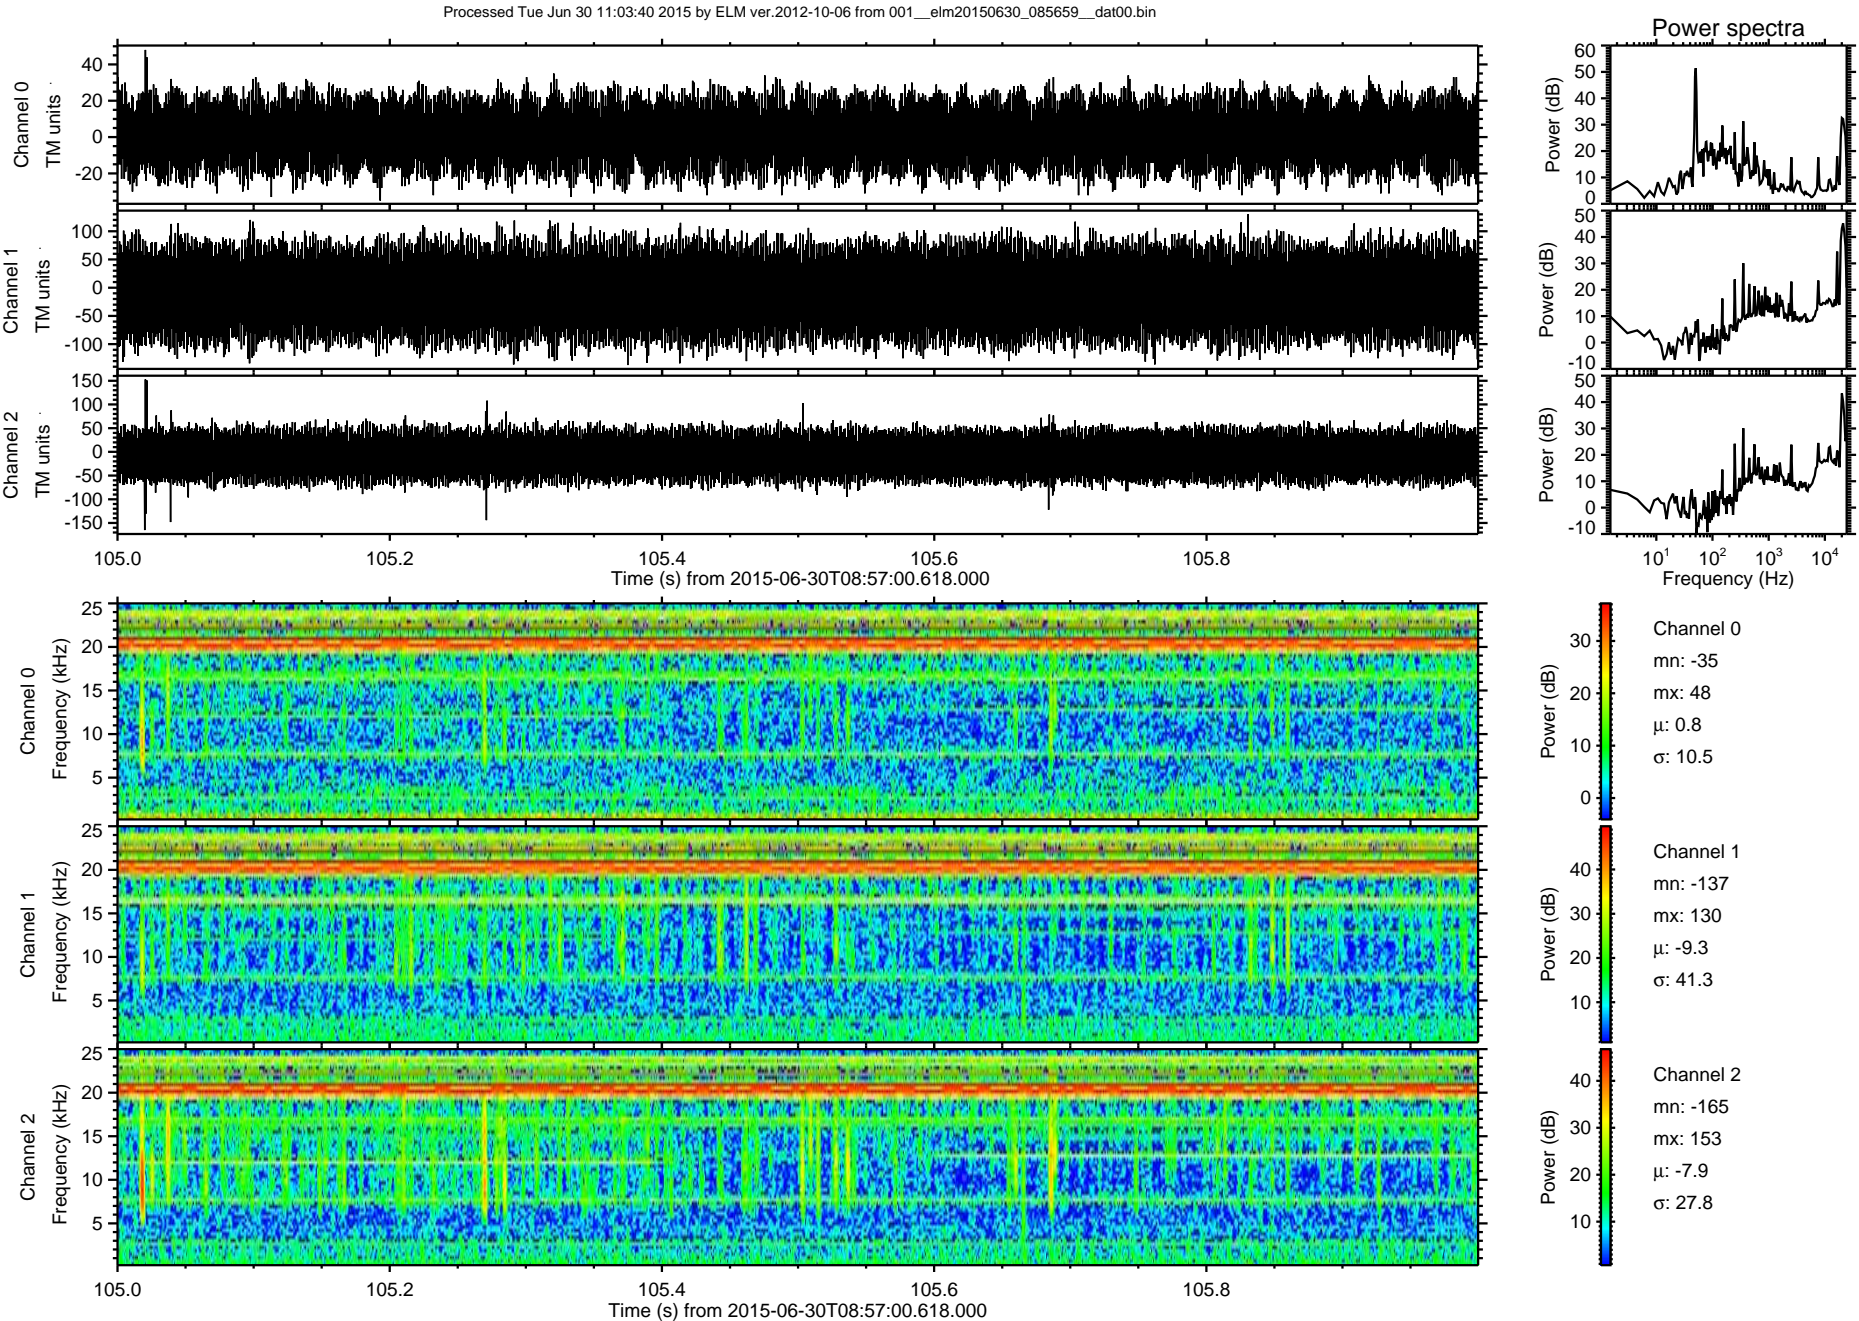 Processed Tue Jun 30 11:03:40 2015 by ELM ver.2012-10-06 from 001__elm20150630_085659__dat00.bin
Power spectra
Channel 0
TM units
40
20
0
-20
Power (dB)
60
50
40
30
20
10
0
Channel 1
TM units
100
50
0
-50
-100
Power (dB)
50
40
30
20
10
0
-10
Channel 2
TM units
150
100
50
0
-50
-100
-150
Power (dB)
50
40
30
20
10
0
-10
105.0 105.2 105.4 105.6 105.8
Time (s) from 2015-06-30T08:57:00.618.000
10^1 10^2 10^3 10^4
Frequency (Hz)
Channel 0
Frequency (kHz)
25
20
15
10
5
Power (dB)
30
20
10
0
Channel 0
mn: -35
mx: 48
μ: 0.8
σ: 10.5
Channel 1
Frequency (kHz)
25
20
15
10
5
Power (dB)
40
30
20
10
Channel 1
mn: -137
mx: 130
μ: -9.3
σ: 41.3
Channel 2
Frequency (kHz)
25
20
15
10
5
Power (dB)
40
30
20
10
Channel 2
mn: -165
mx: 153
μ: -7.9
σ: 27.8
105.0 105.2 105.4 105.6 105.8
Time (s) from 2015-06-30T08:57:00.618.000